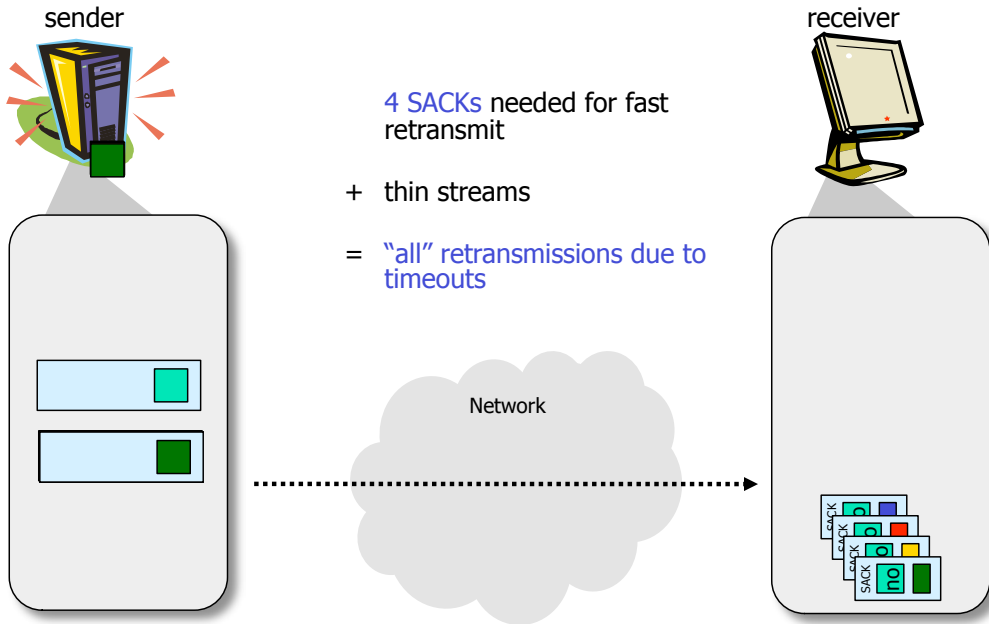 sender
receiver
4 SACKs needed for fast
retransmit
+ thin streams
= “all” retransmissions due to
timeouts
Network
SACK no
SACK no
SACK no
SACK no